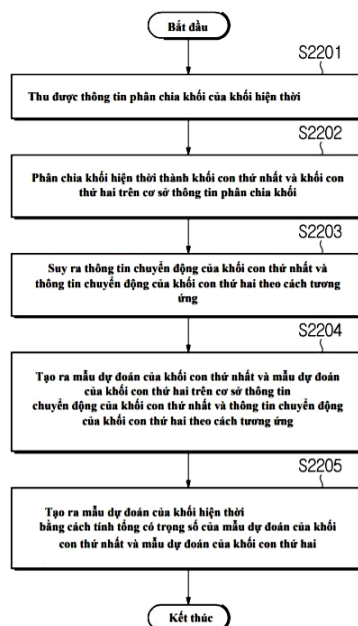 Bắt đầu
S2201
Thu được thông tin phân chia khối của khối hiện thời
S2202
Phân chia khối hiện thời thành khối con thứ nhất và khối con
thứ hai trên cơ sở thông tin phân chia khối
S2203
Suy ra thông tin chuyển động của khối con thứ nhất và
thông tin chuyển động của khối con thứ hai theo cách tương
ứng
S2204
Tạo ra mẫu dự đoán của khối con thứ nhất và mẫu dự đoán
của khối con thứ hai trên cơ sở thông tin
chuyển động của khối con thứ nhất và thông tin chuyển động
của khối con thứ hai theo cách tương ứng
S2205
Tạo ra mẫu dự đoán của khối hiện thời
bằng cách tính tổng có trọng số của mẫu dự đoán của khối
con thứ nhất và mẫu dự đoán của khối con thứ hai
Kết thúc